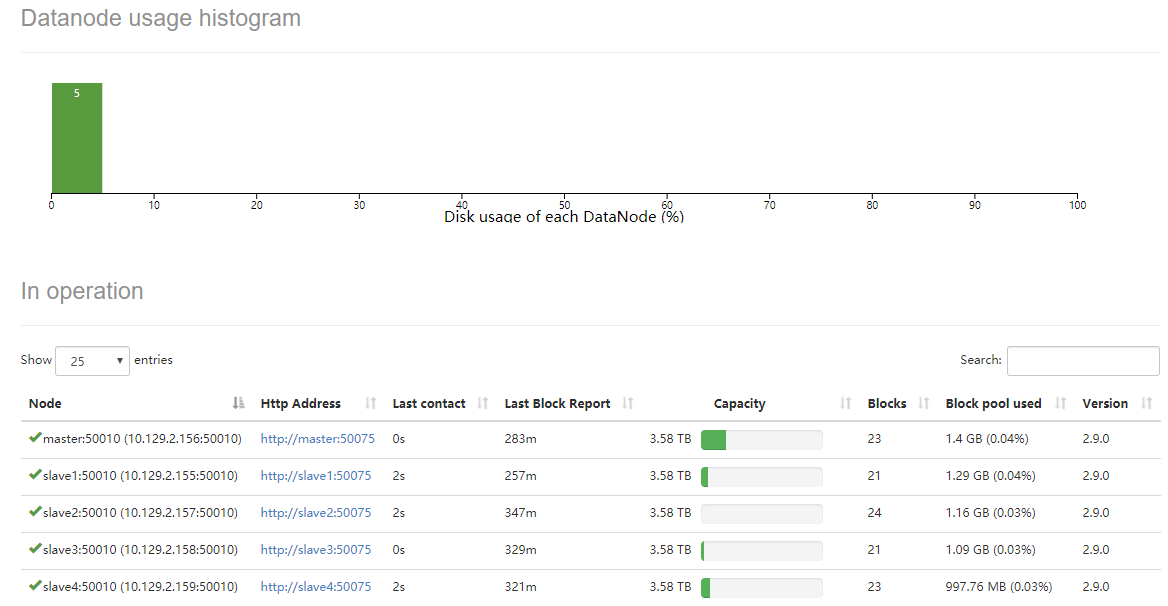 Datanode usage histogram
5
0 10 20 30 40 50 60 70 80 90 100
Disk usage of each DataNode (%)
In operation
Show 25 entries Search:
Node Http Address Last contact Last Block Report Capacity Blocks Block pool used Version
master:50010 (10.129.2.156:50010) http://master:50075 0s 283m 3.58 TB 23 1.4 GB (0.04%) 2.9.0
slave1:50010 (10.129.2.155:50010) http://slave1:50075 2s 257m 3.58 TB 21 1.29 GB (0.04%) 2.9.0
slave2:50010 (10.129.2.157:50010) http://slave2:50075 2s 347m 3.58 TB 24 1.16 GB (0.03%) 2.9.0
slave3:50010 (10.129.2.158:50010) http://slave3:50075 0s 329m 3.58 TB 21 1.09 GB (0.03%) 2.9.0
slave4:50010 (10.129.2.159:50010) http://slave4:50075 2s 321m 3.58 TB 23 997.76 MB (0.03%) 2.9.0